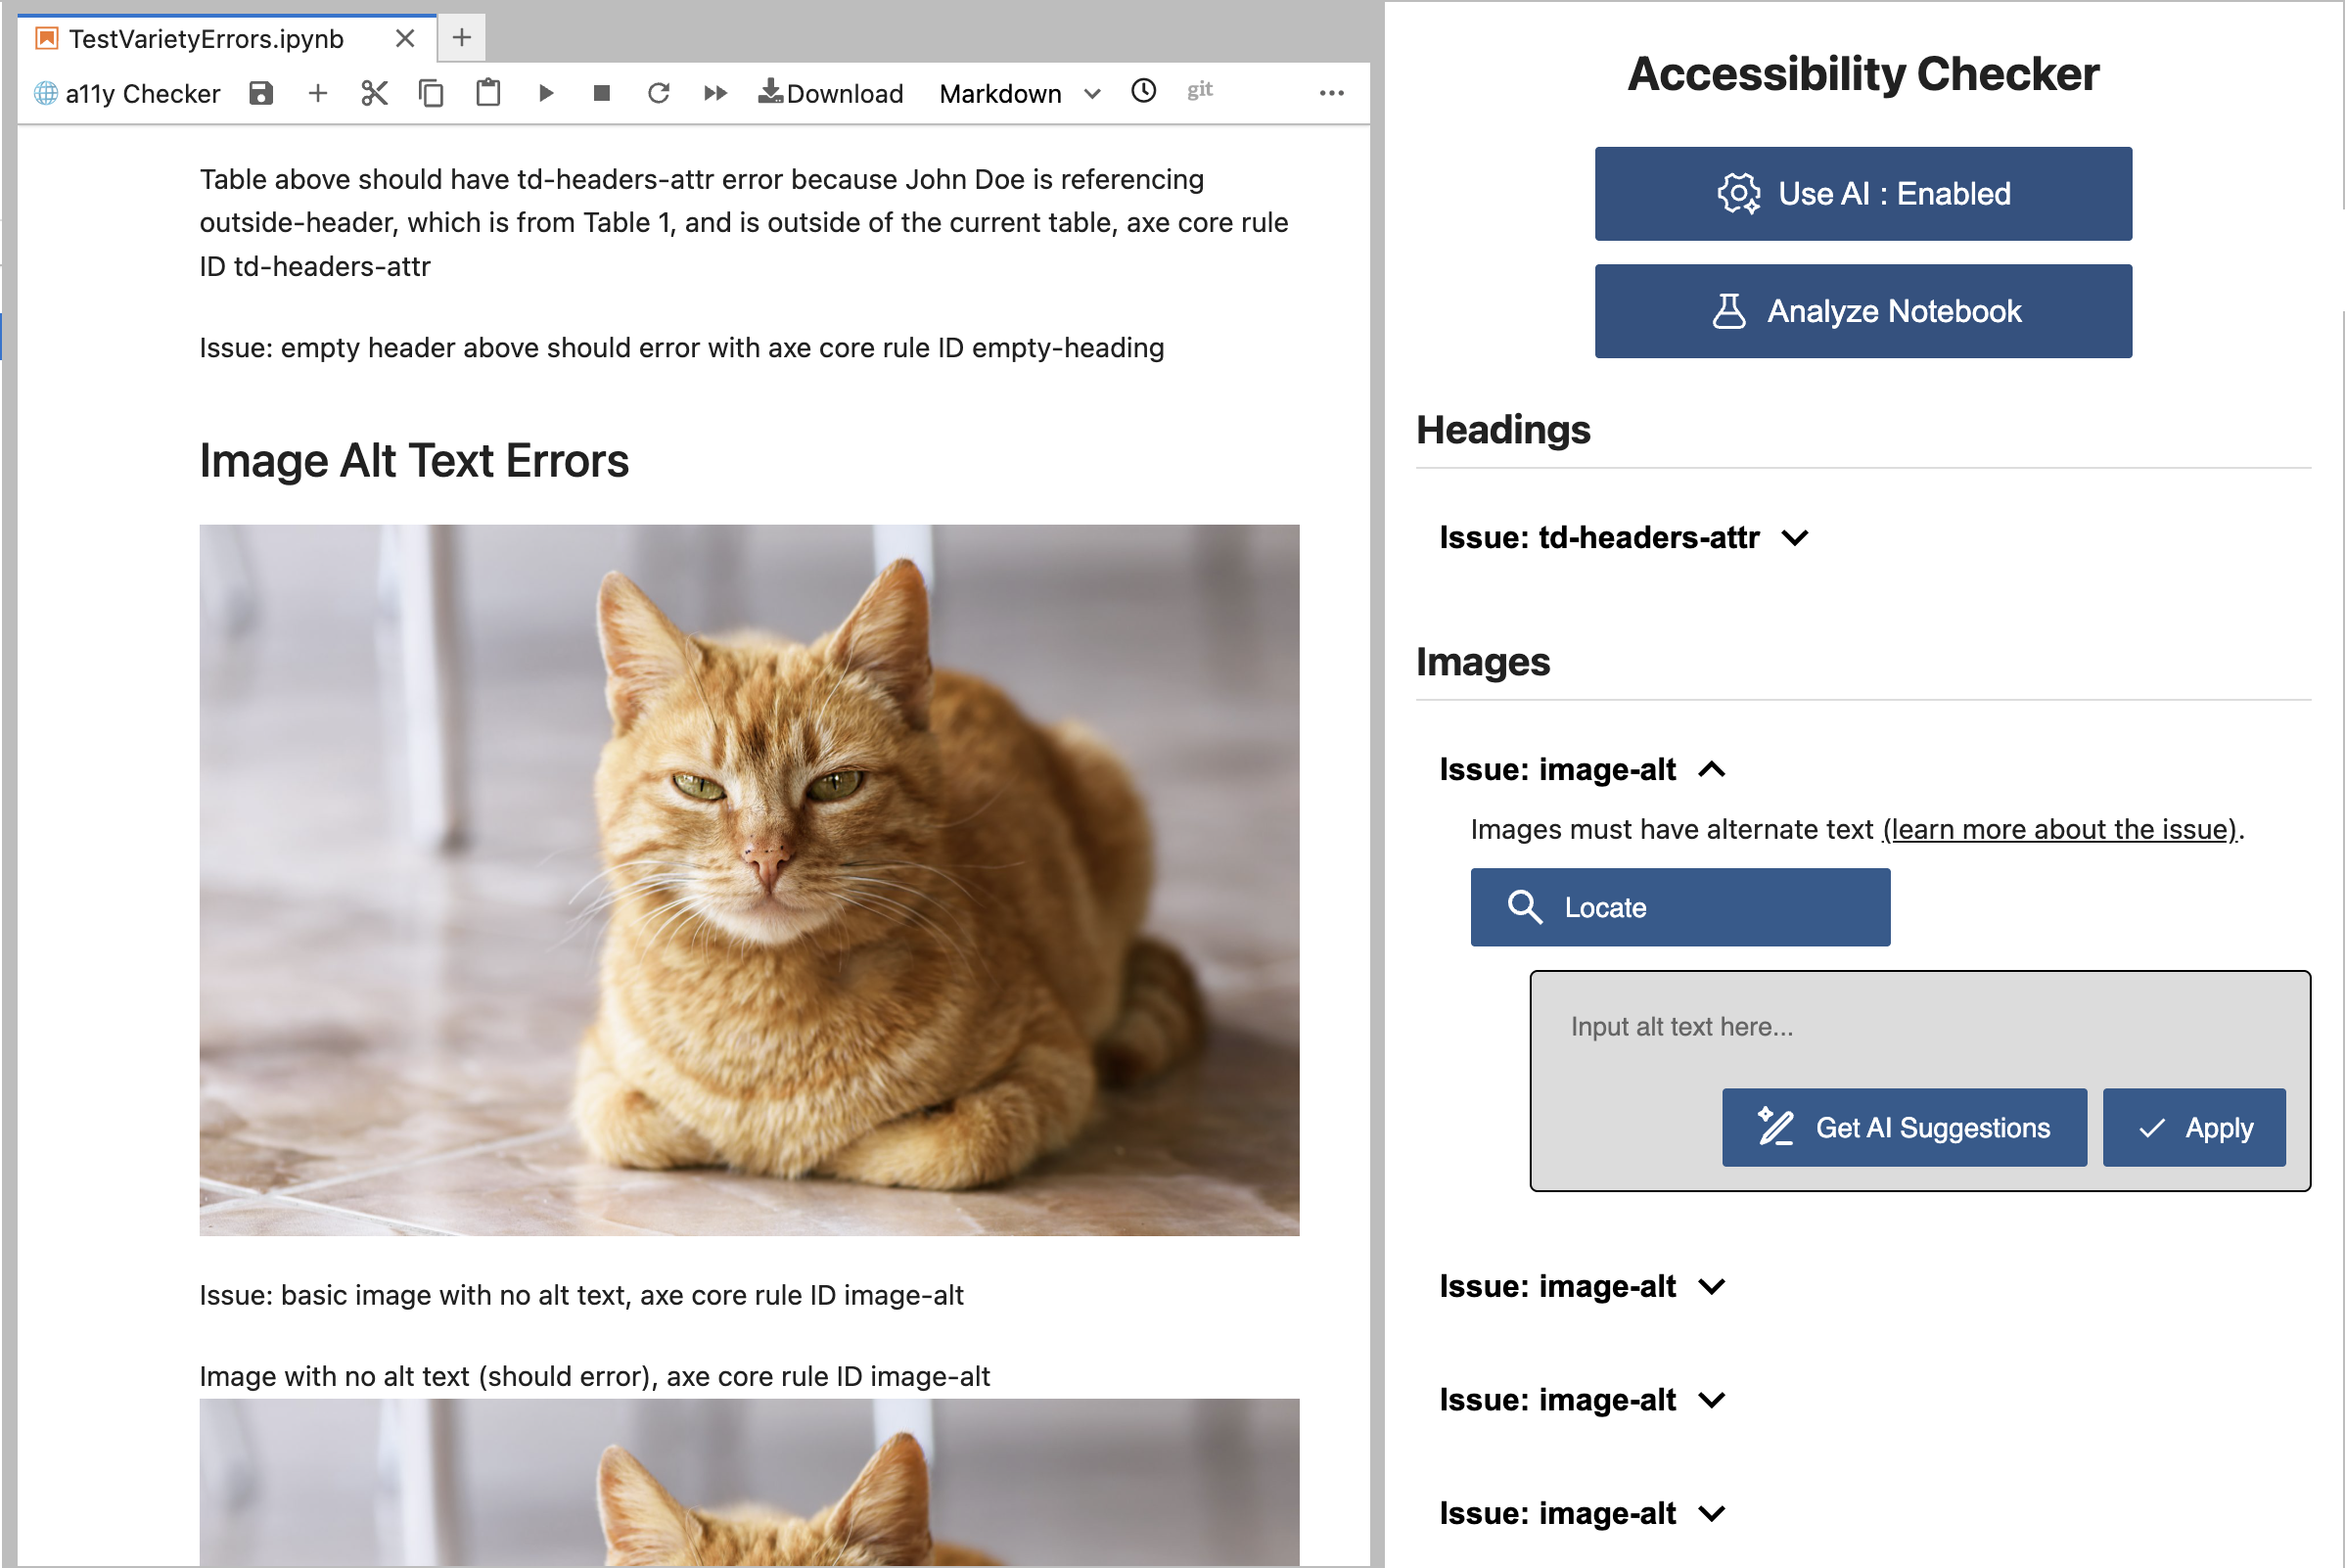 TestVarietyErrors.ipynb
a11y Checker
Download
Markdown
git
Table above should have td-headers-attr error because John Doe is referencing
outside-header, which is from Table 1, and is outside of the current table, axe core rule
ID td-headers-attr
Issue: empty header above should error with axe core rule ID empty-heading
Image Alt Text Errors
Issue: basic image with no alt text, axe core rule ID image-alt
Image with no alt text (should error), axe core rule ID image-alt
Accessibility Checker
Use AI : Enabled
Analyze Notebook
Headings
Issue: td-headers-attr
Images
Issue: image-alt
Images must have alternate text (learn more about the issue).
Locate
Input alt text here...
Get AI Suggestions
Apply
Issue: image-alt
Issue: image-alt
Issue: image-alt